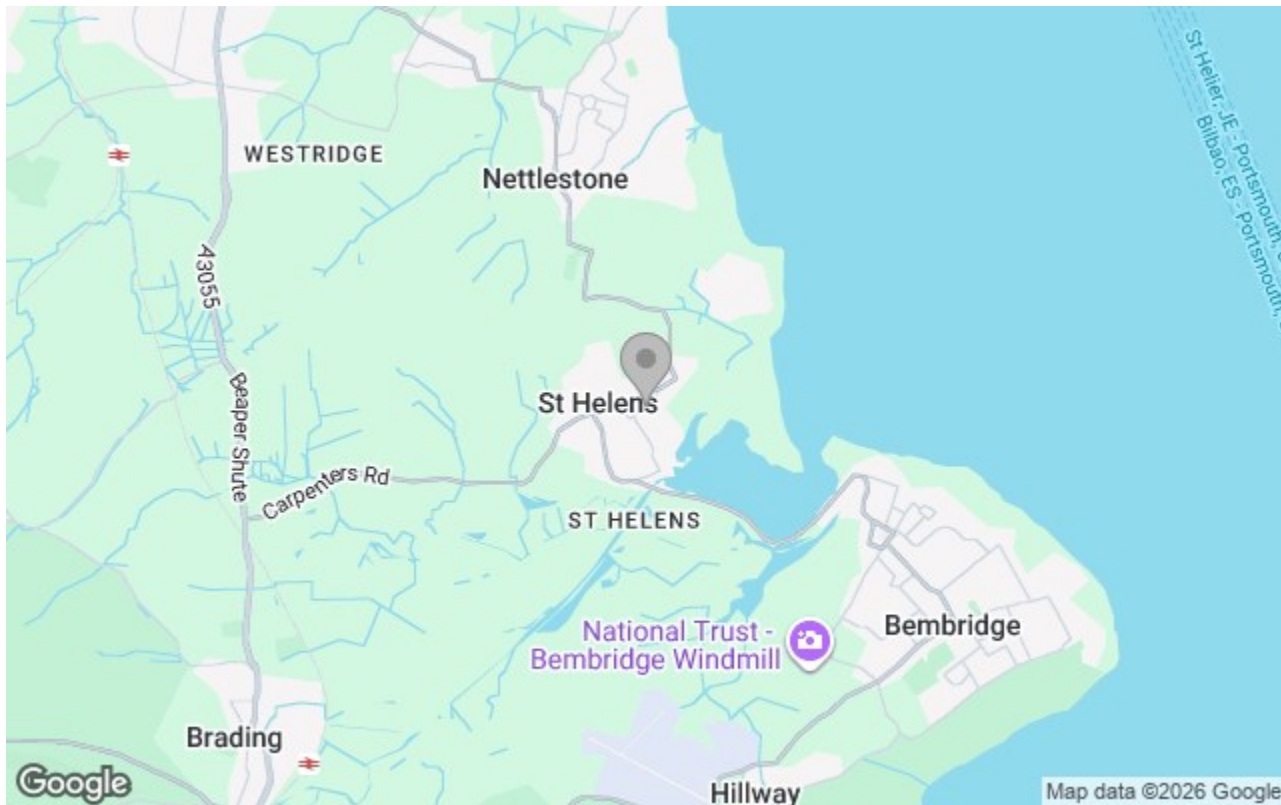 St Helier, JE - Portsmouth,
Bilbao, ES - Portsmouth,
WESTRIDGE
Nettlestone
A3055
Beaper Shute
St Helens
Carpenters Rd
ST HELENS
National Trust -
Bembridge Windmill
Bembridge
Brading
Hillway
Google
Map data ©2026 Google